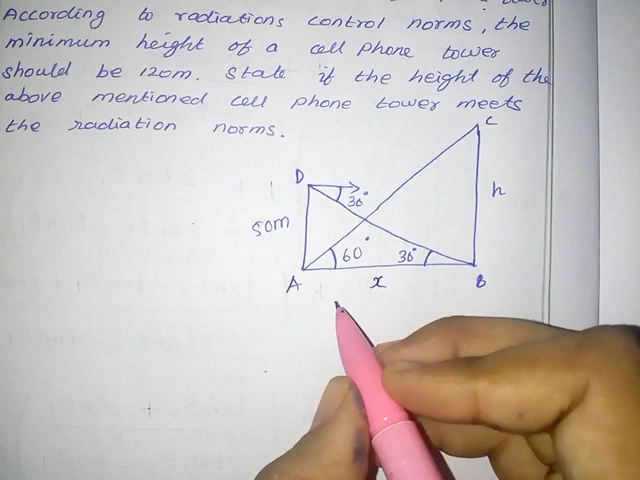 According to radiations control norms, the
minimum height of a cell phone tower
should be 120m. State if the height of the
above mentioned cell phone tower meets
the radiation norms.
C
D
30°
h
50m
60°
30°
A
x
B